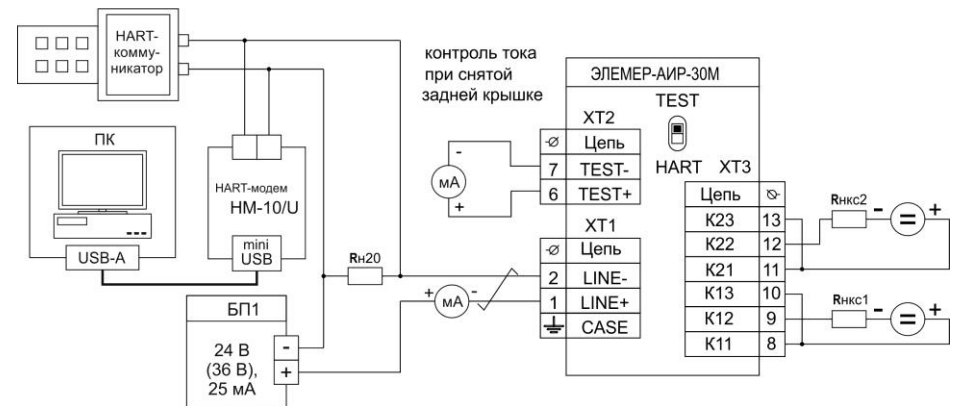 HART-
комму-
никатор
контроль тока
при снятой
задней крышке
ЭЛЕМЕР-АИР-30М
TEST
HART
XT2
Цепь
7 TEST-
6 TEST+
- мА +
XT1
Цепь
2 LINE-
1 LINE+
CASE
XT3
Цепь
К23 13
К22 12
К21 11
К13 10
К12 9
К11 8
Rнкс2 - = +
Rнкс1 - = +
ПК
USB-A
HART-модем
НМ-10/U
mini
USB
Rн20
+ мА -
БП1
24 В
(36 В),
25 мА
-
+